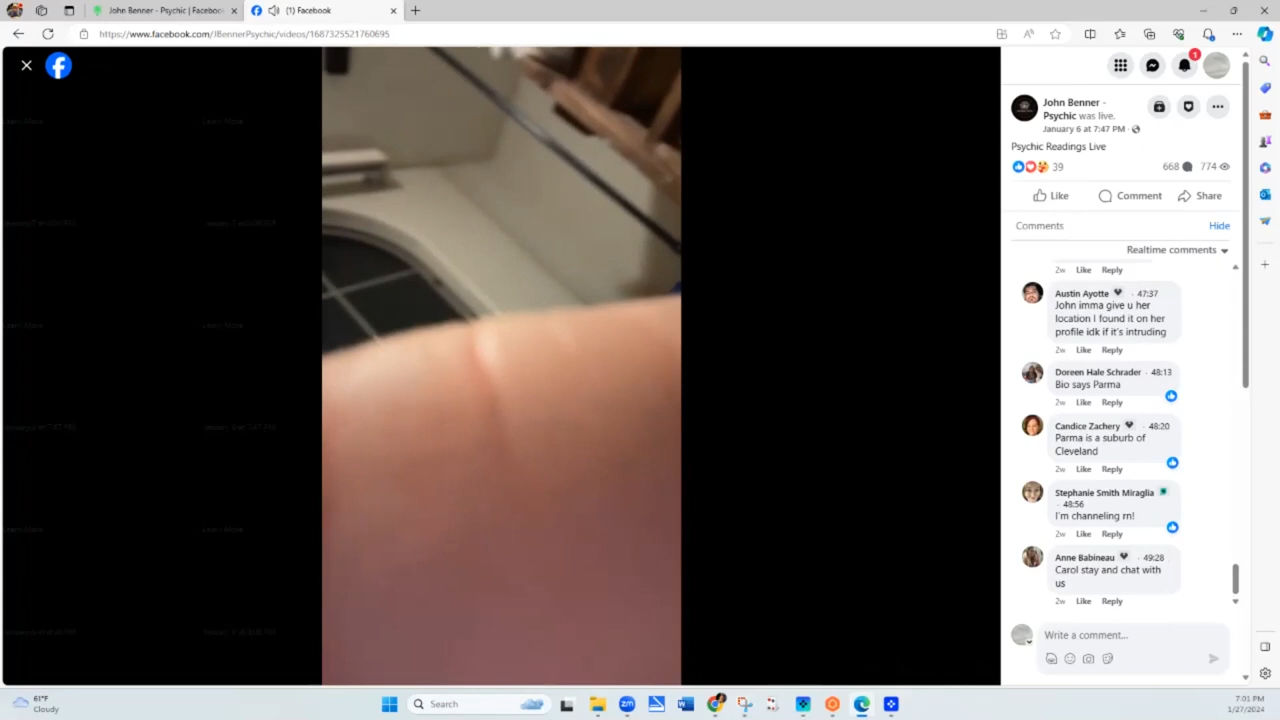 John Benner - Psychic | Faceboo
(1) Facebook
https://www.facebook.com/JBennerPsychic/videos/1687325521760695
1
John Benner -
Psychic was live.
January 6 at 7:47 PM
Psychic Readings Live
39
668
774
Like
Comment
Share
Comments
Hide
Realtime comments
2w Like Reply
Austin Ayotte · 47:37
John imma give u her
location I found it on her
profile idk if it's intruding
2w Like Reply
Doreen Hale Schrader · 48:13
Bio says Parma
2w Like Reply
Candice Zachery · 48:20
Parma is a suburb of
Cleveland
2w Like Reply
Stephanie Smith Miraglia
· 48:56
I'm channeling rn!
2w Like Reply
Anne Babineau · 49:28
Carol stay and chat with
us
2w Like Reply
Write a comment...
61°F
Cloudy
Search
zm
7:01 PM
1/27/2024